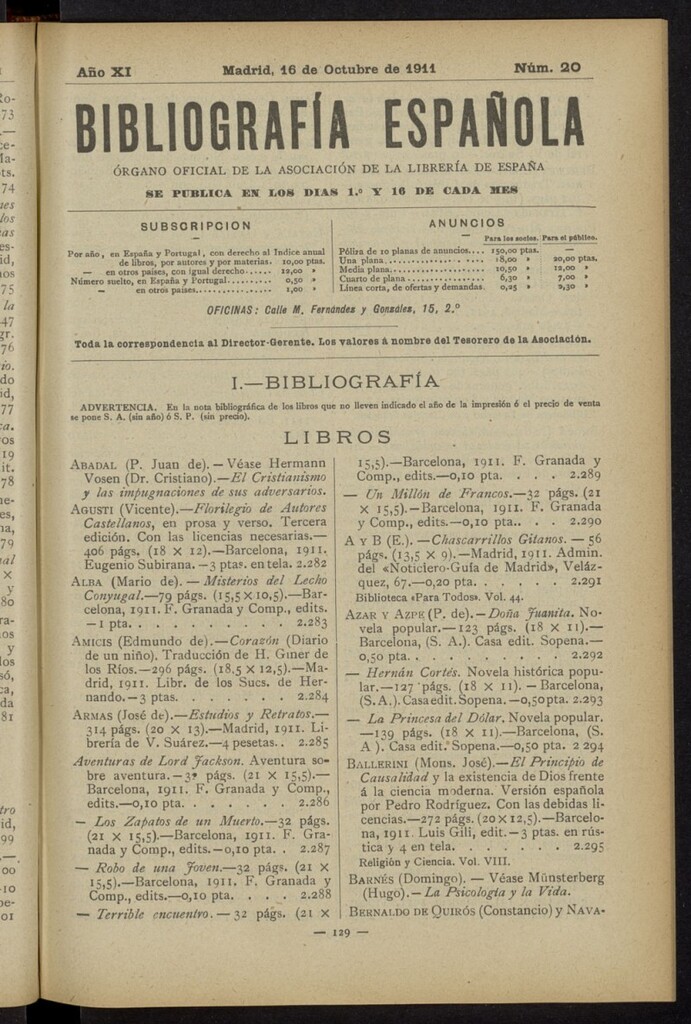 Año XI Madrid, 16 de Octubre de 1911 Núm. 20
BIBLIOGRAFÍA ESPAÑOLA
ÓRGANO OFICIAL DE LA ASOCIACIÓN DE LA LIBRERÍA DE ESPAÑA
SE PUBLICA EN LOS DIAS 1.º Y 16 DE CADA MES
SUBSCRIPCION
Por año, en España y Portugal, con derecho al Indice anual
de libros, por autores y por materias. 10,00 ptas.
— en otros países, con igual derecho...... 12,00 »
Número suelto, en España y Portugal........ 0,50 »
— en otros países.................... 1,00 »
ANUNCIOS
Para los socios. Para el público.
Póliza de 10 planas de anuncios.... 150,00 ptas. —
Una plana.................... 18,00 » 20,00 ptas.
Media plana.................... 10,50 » 12,00 »
Cuarto de plana.................... 6,30 » 7,00 »
Línea corta, de ofertas y demandas. 0,25 » 2,30 »
OFICINAS: Calle M. Fernández y González, 15, 2.º
Toda la correspondencia al Director-Gerente. Los valores á nombre del Tesorero de la Asociación.
I.—BIBLIOGRAFÍA
ADVERTENCIA. En la nota bibliográfica de los libros que no lleven indicado el año de la impresión ó el precio de venta
se pone S. A. (sin año) ó S. P. (sin precio).
LIBROS
ABADAL (P. Juan de). — Véase Hermann
Vosen (Dr. Cristiano).—El Cristianismo
y las impugnaciones de sus adversarios.
AGUSTI (Vicente).—Florilegio de Autores
Castellanos, en prosa y verso. Tercera
edición. Con las licencias necesarias.—
406 págs. (18 × 12).—Barcelona, 1911.
Eugenio Subirana. —3 ptas. en tela. 2.282
ALBA (Mario de). — Misterios del Lecho
Conyugal.—79 págs. (15,5 × 10,5).—Bar-
celona, 1911. F. Granada y Comp., edits.
—1 pta. . . . . . . . . . 2.283
AMICIS (Edmundo de).—Corazón (Diario
de un niño). Traducción de H. Giner de
los Ríos.—296 págs. (18,5 × 12,5).—Ma-
drid, 1911. Libr. de los Sucs. de Her-
nando.—3 ptas. . . . . . . 2.284
ARMAS (José de).—Estudios y Retratos.—
314 págs. (20 × 13).—Madrid, 1911. Li-
brería de V. Suárez.—4 pesetas.. 2.285
Aventuras de Lord Jackson. Aventura so-
bre aventura.—32 págs. (21 × 15,5).—
Barcelona, 1911. F. Granada y Comp.,
edits.—0,10 pta. . . . . . . 2.286
— Los Zapatos de un Muerto.—32 págs.
(21 × 15,5).—Barcelona, 1911. F. Gra-
nada y Comp., edits.—0,10 pta. . 2.287
— Robo de una Joven.—32 págs. (21 ×
15,5).—Barcelona, 1911. F. Granada y
Comp., edits.—0,10 pta. . . . 2.288
— Terrible encuentro.— 32 págs. (21 ×
15,5).—Barcelona, 1911. F. Granada y
Comp., edits.—0,10 pta. . . . 2.289
— Un Millón de Francos.—32 págs. (21
× 15,5).—Barcelona, 1911. F. Granada
y Comp., edits.—0,10 pta.. . . 2.290
A Y B (E.). — Chascarrillos Gitanos. — 56
págs. (13,5 × 9).—Madrid, 1911. Admin.
del «Noticiero-Guía de Madrid», Veláz-
quez, 67.—0,20 pta. . . . . . 2.291
Biblioteca «Para Todos». Vol. 44.
AZAR Y AZPE (P. de). — Doña Juanita. No-
vela popular.—123 págs. (18 × 11).—
Barcelona, (S. A.). Casa edit. Sopena.—
0,50 pta. . . . . . . . . 2.292
— Hernán Cortés. Novela histórica popu-
lar.—127 págs. (18 × 11). — Barcelona,
(S. A.). Casa edit. Sopena.—0,50 pta. 2.293
— La Princesa del Dólar. Novela popular.
—139 págs. (18 × 11).—Barcelona, (S.
A ). Casa edit. Sopena.—0,50 pta. 2 294
BALLERINI (Mons. José).—El Principio de
Causalidad y la existencia de Dios frente
á la ciencia moderna. Versión española
por Pedro Rodríguez. Con las debidas li-
cencias.—272 págs. (20 × 12,5).—Barcelo-
na, 1911. Luis Gili, edit.—3 ptas. en rús-
tica y 4 en tela. . . . . . . 2.295
Religión y Ciencia. Vol. VIII.
BARNÉS (Domingo). — Véase Münsterberg
(Hugo).—La Psicología y la Vida.
BERNALDO DE QUIRÓS (Constancio) y NAVA-
— 129 —